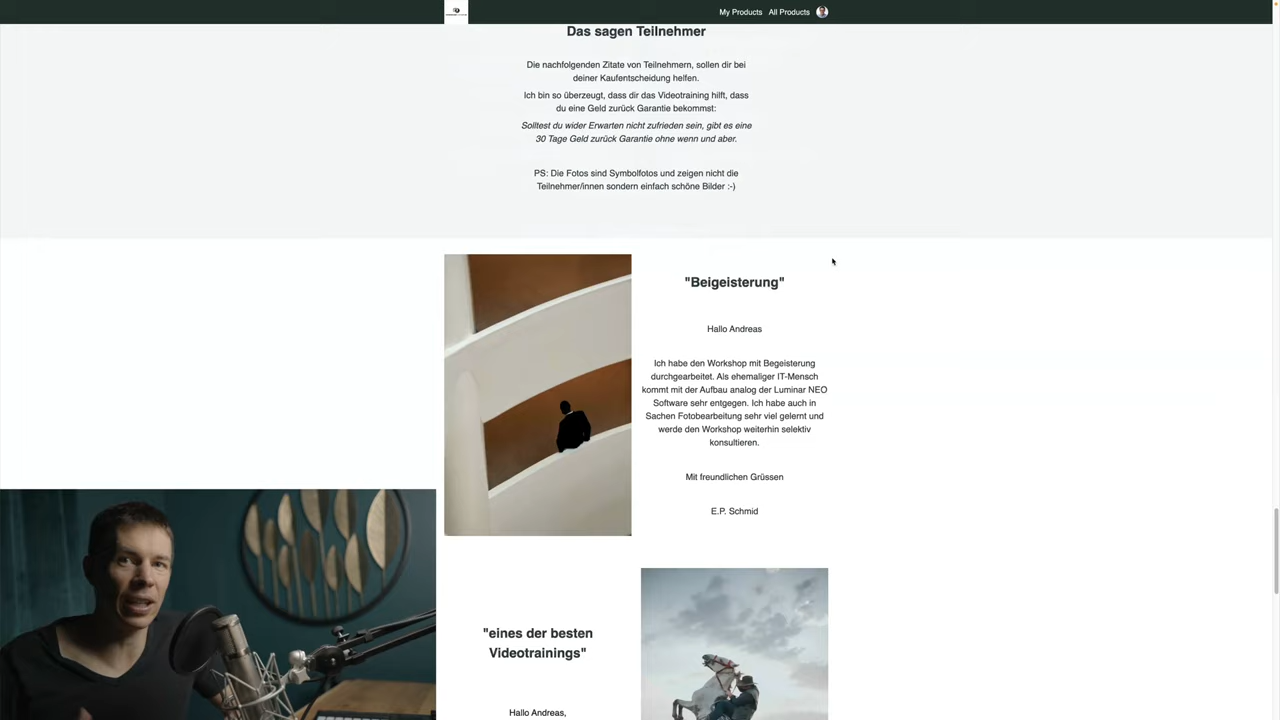 My Products All Products
Das sagen Teilnehmer
Die nachfolgenden Zitate von Teilnehmern, sollen dir bei
deiner Kaufentscheidung helfen.
Ich bin so überzeugt, dass dir das Videotraining hilft, dass
du eine Geld zurück Garantie bekommst:
Solltest du wider Erwarten nicht zufrieden sein, gibt es eine
30 Tage Geld zurück Garantie ohne wenn und aber.
PS: Die Fotos sind Symbolfotos und zeigen nicht die
Teilnehmer/innen sondern einfach schöne Bilder :-)
"Beigeisterung"
Hallo Andreas
Ich habe den Workshop mit Begeisterung
durchgearbeitet. Als ehemaliger IT-Mensch
kommt mit der Aufbau analog der Luminar NEO
Software sehr entgegen. Ich habe auch in
Sachen Fotobearbeitung sehr viel gelernt und
werde den Workshop weiterhin selektiv
konsultieren.
Mit freundlichen Grüssen
E.P. Schmid
"eines der besten
Videotrainings"
Hallo Andreas,